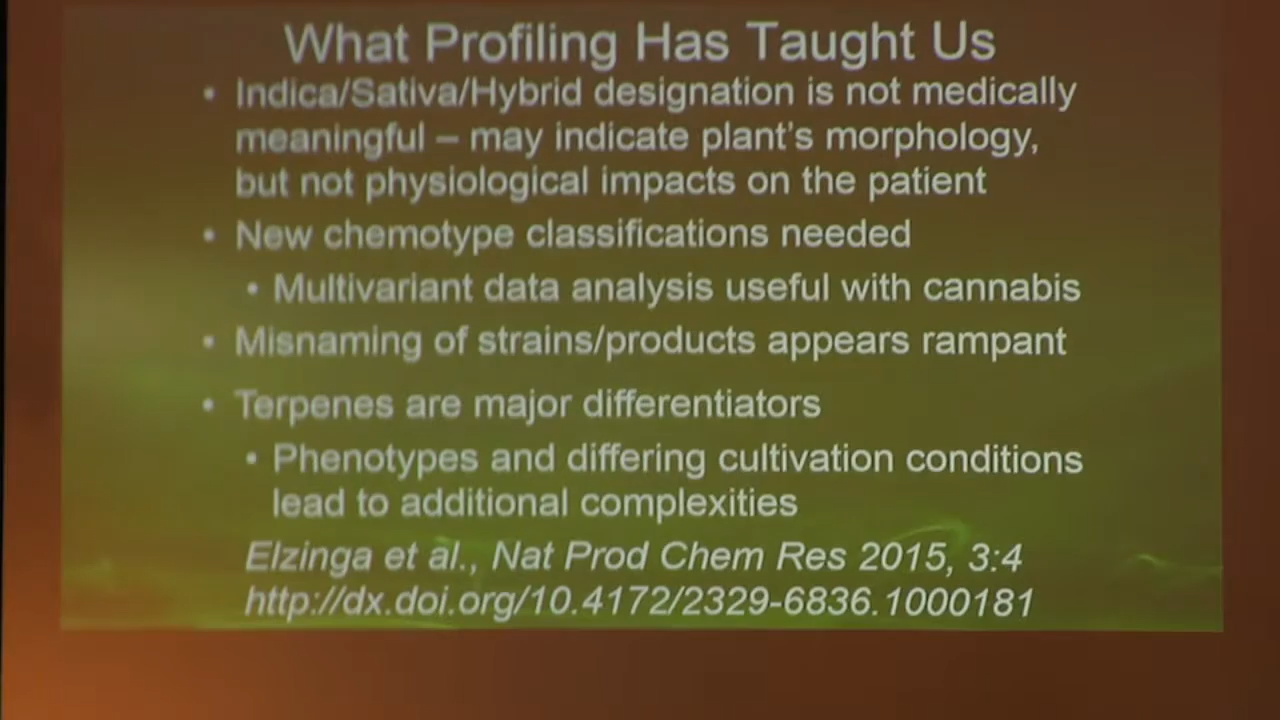 What Profiling Has Taught Us
• Indica/Sativa/Hybrid designation is not medically
meaningful – may indicate plant's morphology,
but not physiological impacts on the patient
• New chemotype classifications needed
• Multivariant data analysis useful with cannabis
• Misnaming of strains/products appears rampant
• Terpenes are major differentiators
• Phenotypes and differing cultivation conditions
lead to additional complexities
Elzinga et al., Nat Prod Chem Res 2015, 3:4
http://dx.doi.org/10.4172/2329-6836.1000181